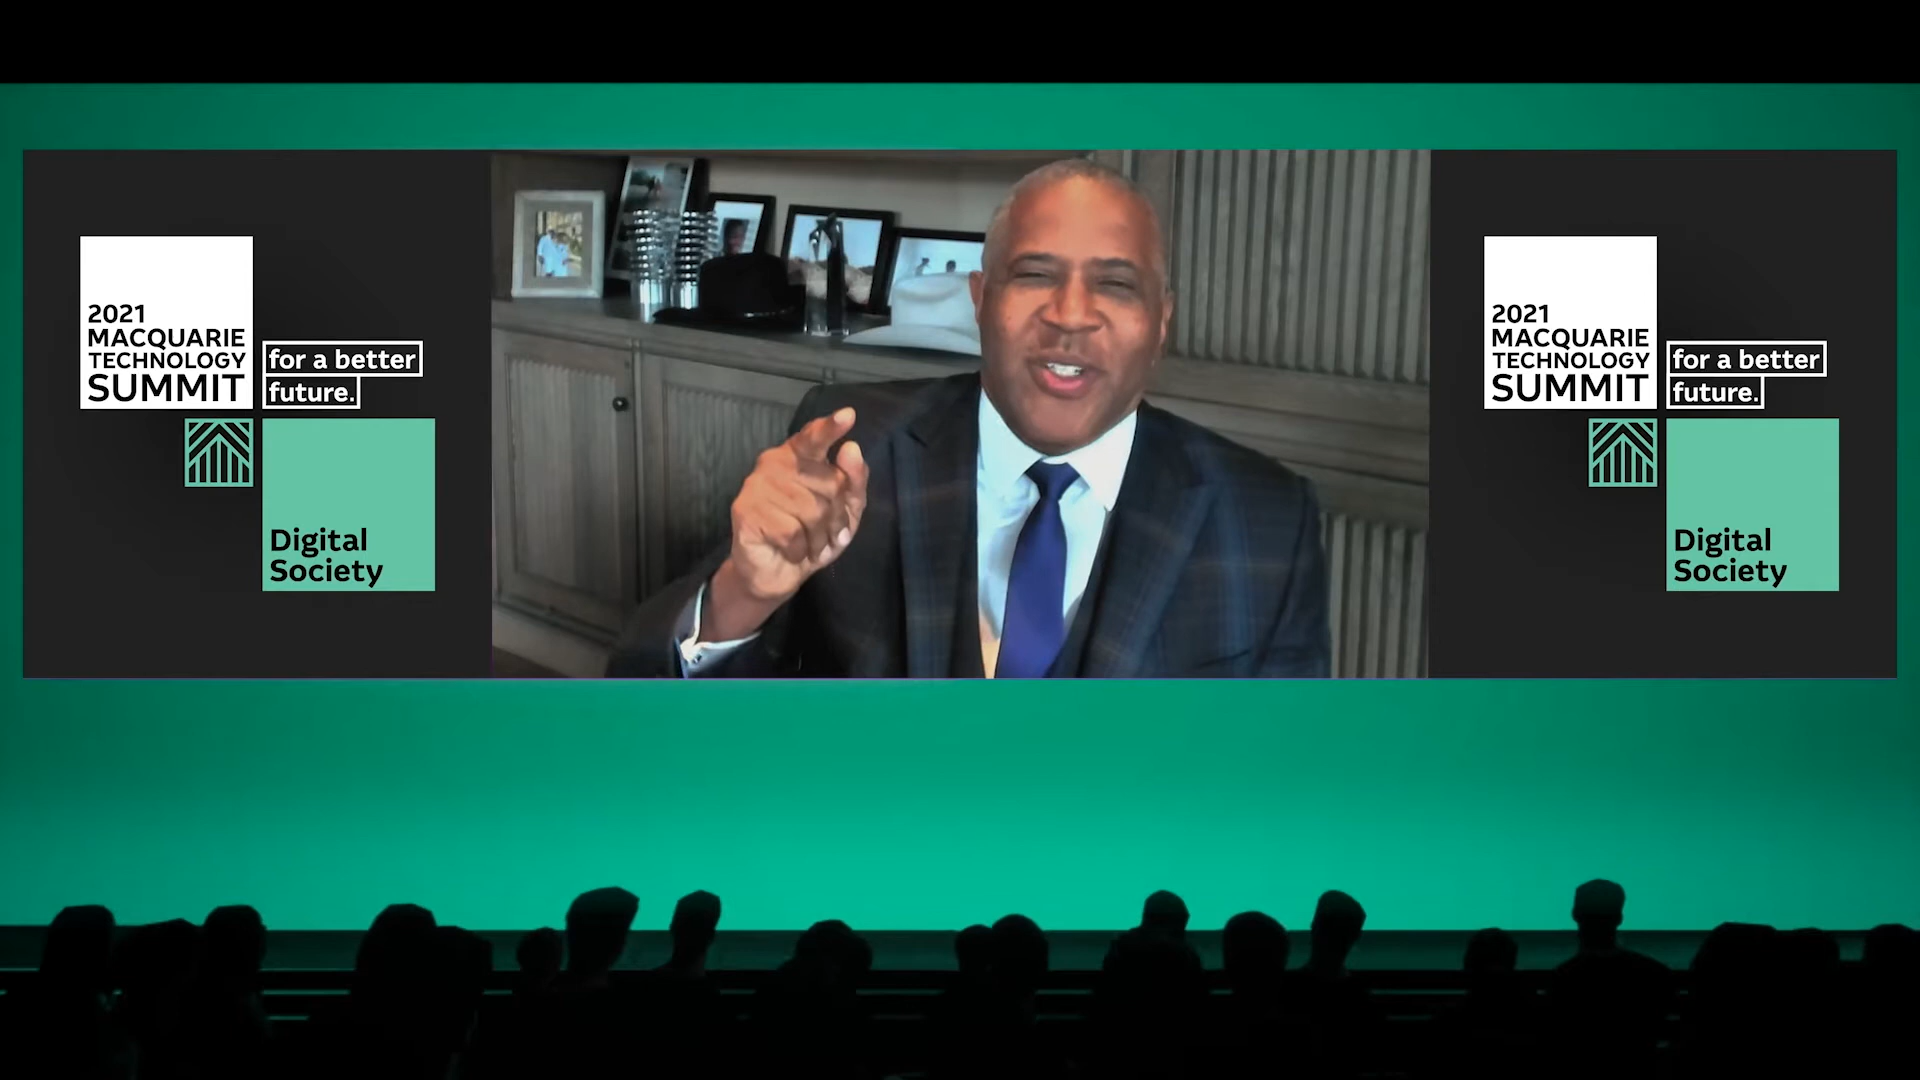 2021
MACQUARIE
TECHNOLOGY
SUMMIT
for a better
future.
Digital
Society
2021
MACQUARIE
TECHNOLOGY
SUMMIT
for a better
future.
Digital
Society